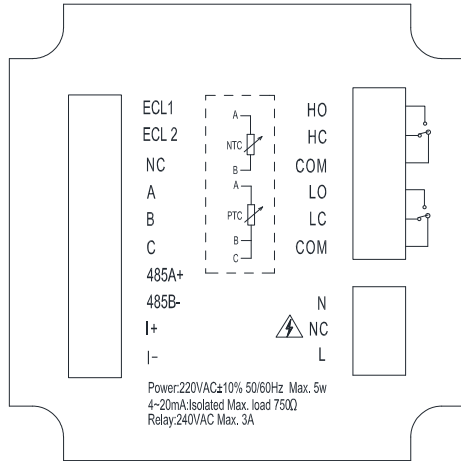 ECL1
ECL 2
NC
A
B
C
485A+
485B-
I+
I-
A
NTC
B
A
PTC
B
C
HO
HC
COM
LO
LC
COM
N
NC
L
Power:220VAC±10% 50/60Hz Max. 5w
4~20mA:Isolated Max. load 750Ω
Relay:240VAC Max. 3A